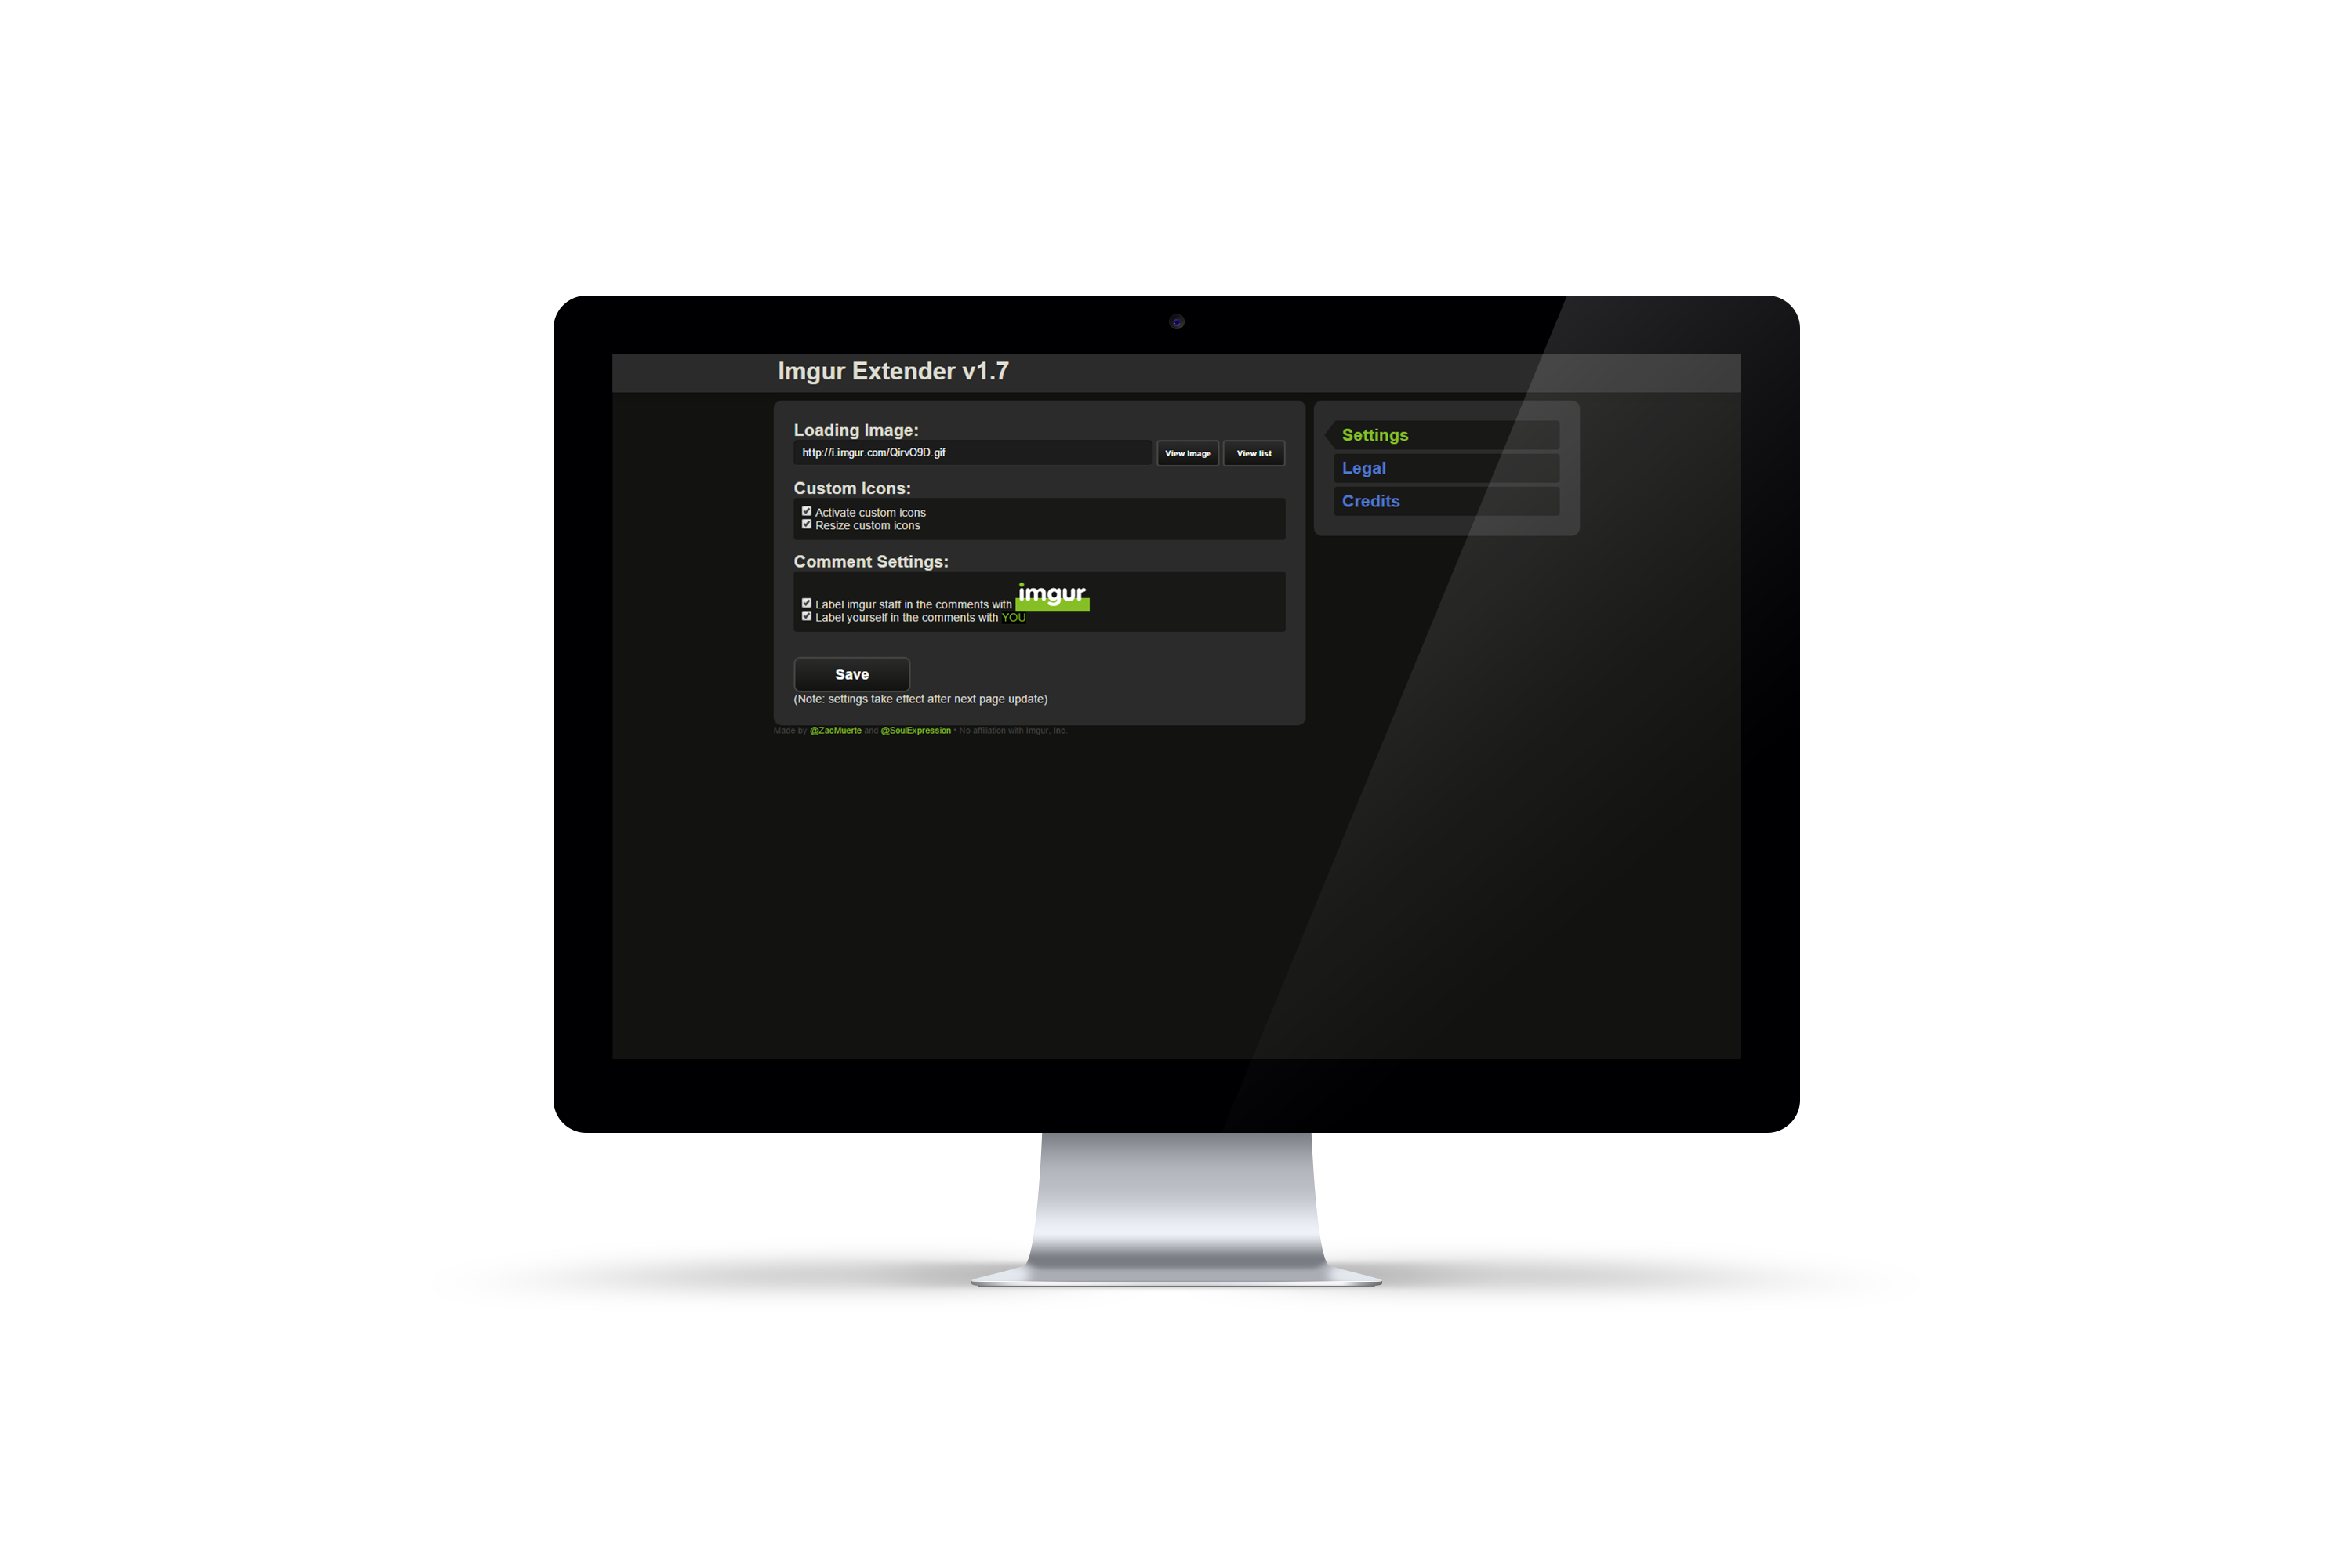 Imgur Extender v1.7
Loading Image:
http://i.imgur.com/QirvO9D.gif
View Image
View list
Custom Icons:
Activate custom icons
Resize custom icons
Comment Settings:
Label imgur staff in the comments with imgur
Label yourself in the comments with YOU
Save
(Note: settings take effect after next page update)
Made by @ZacMuerte and @SoulExpression • No affiliation with Imgur, Inc.
Settings
Legal
Credits